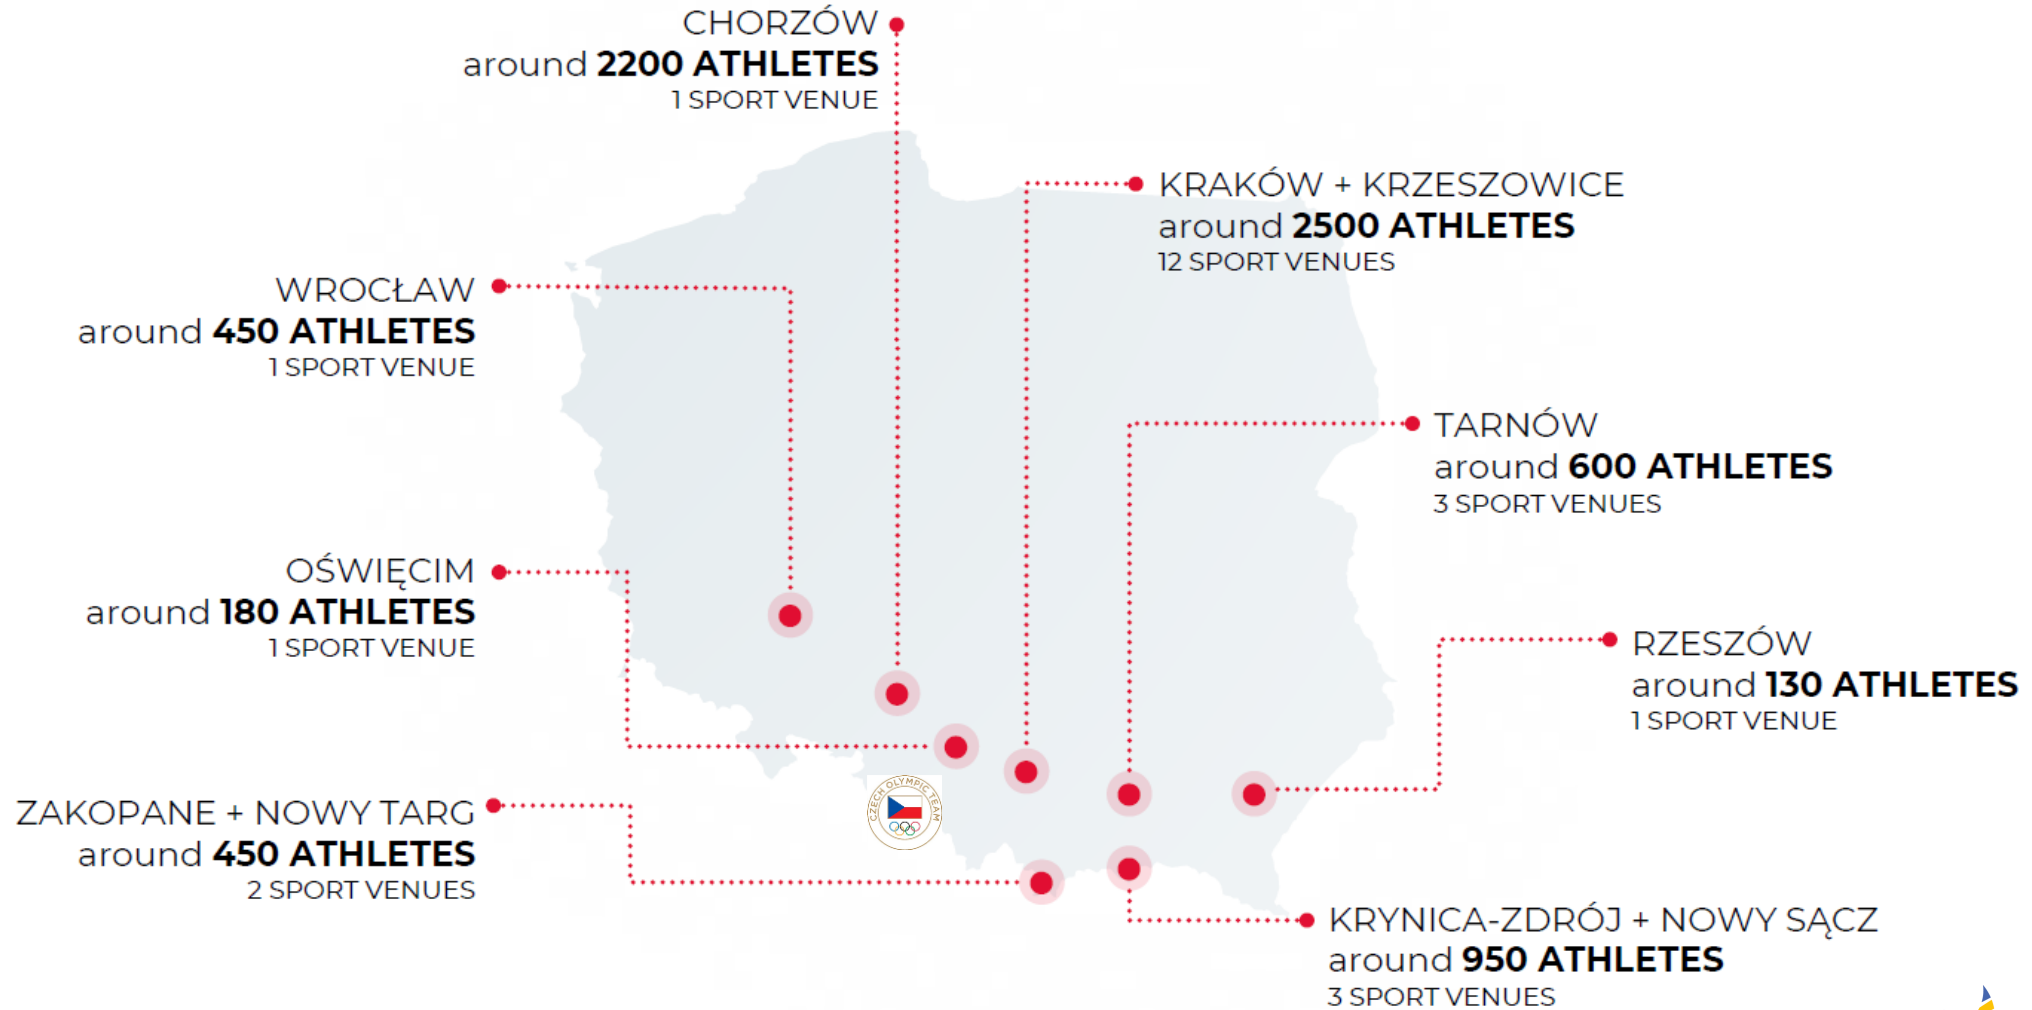 CHORZÓW
around 2200 ATHLETES
1 SPORT VENUE
KRAKÓW + KRZESZOWICE
around 2500 ATHLETES
12 SPORT VENUES
WROCŁAW
around 450 ATHLETES
1 SPORT VENUE
TARNÓW
around 600 ATHLETES
3 SPORT VENUES
OŚWIĘCIM
around 180 ATHLETES
1 SPORT VENUE
RZESZÓW
around 130 ATHLETES
1 SPORT VENUE
CZECH OLYMPIC TEAM
ZAKOPANE + NOWY TARG
around 450 ATHLETES
2 SPORT VENUES
KRYNICA-ZDRÓJ + NOWY SĄCZ
around 950 ATHLETES
3 SPORT VENUES